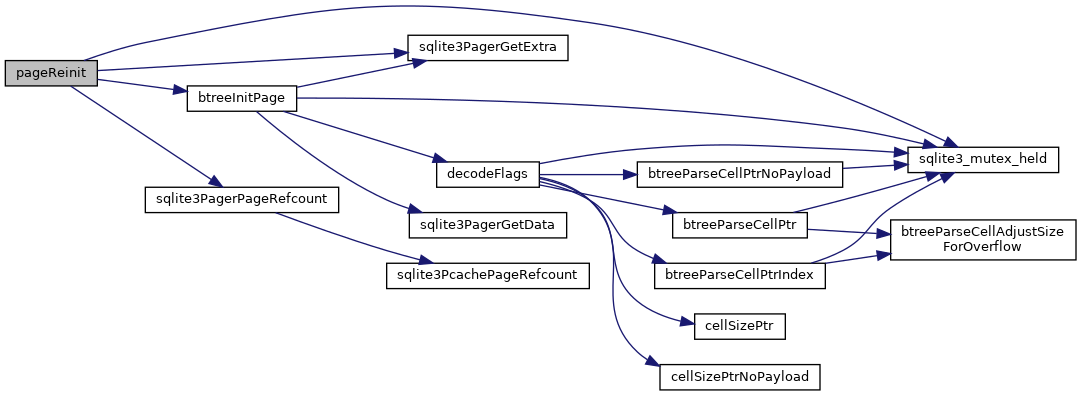 pageReinit
sqlite3PagerGetExtra
btreeInitPage
sqlite3_mutex_held
decodeFlags
btreeParseCellPtrNoPayload
sqlite3PagerPageRefcount
sqlite3PagerGetData
btreeParseCellPtr
btreeParseCellAdjustSize
ForOverflow
sqlite3PcachePageRefcount
btreeParseCellPtrIndex
cellSizePtr
cellSizePtrNoPayload